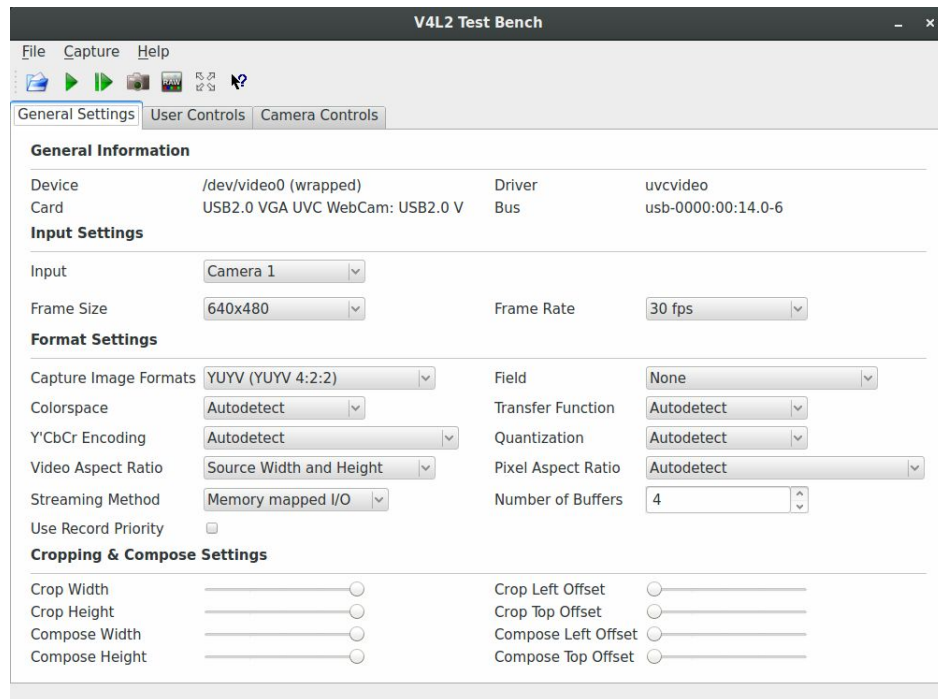 V4L2 Test Bench
File Capture Help
RAW
General Settings User Controls Camera Controls
General Information
Device /dev/video0 (wrapped) Driver uvcvideo
Card USB2.0 VGA UVC WebCam: USB2.0 V Bus usb-0000:00:14.0-6
Input Settings
Input Camera 1
Frame Size 640x480 Frame Rate 30 fps
Format Settings
Capture Image Formats YUYV (YUYV 4:2:2) Field None
Colorspace Autodetect Transfer Function Autodetect
Y'CbCr Encoding Autodetect Quantization Autodetect
Video Aspect Ratio Source Width and Height Pixel Aspect Ratio Autodetect
Streaming Method Memory mapped I/O Number of Buffers 4
Use Record Priority
Cropping & Compose Settings
Crop Width Crop Left Offset
Crop Height Crop Top Offset
Compose Width Compose Left Offset
Compose Height Compose Top Offset